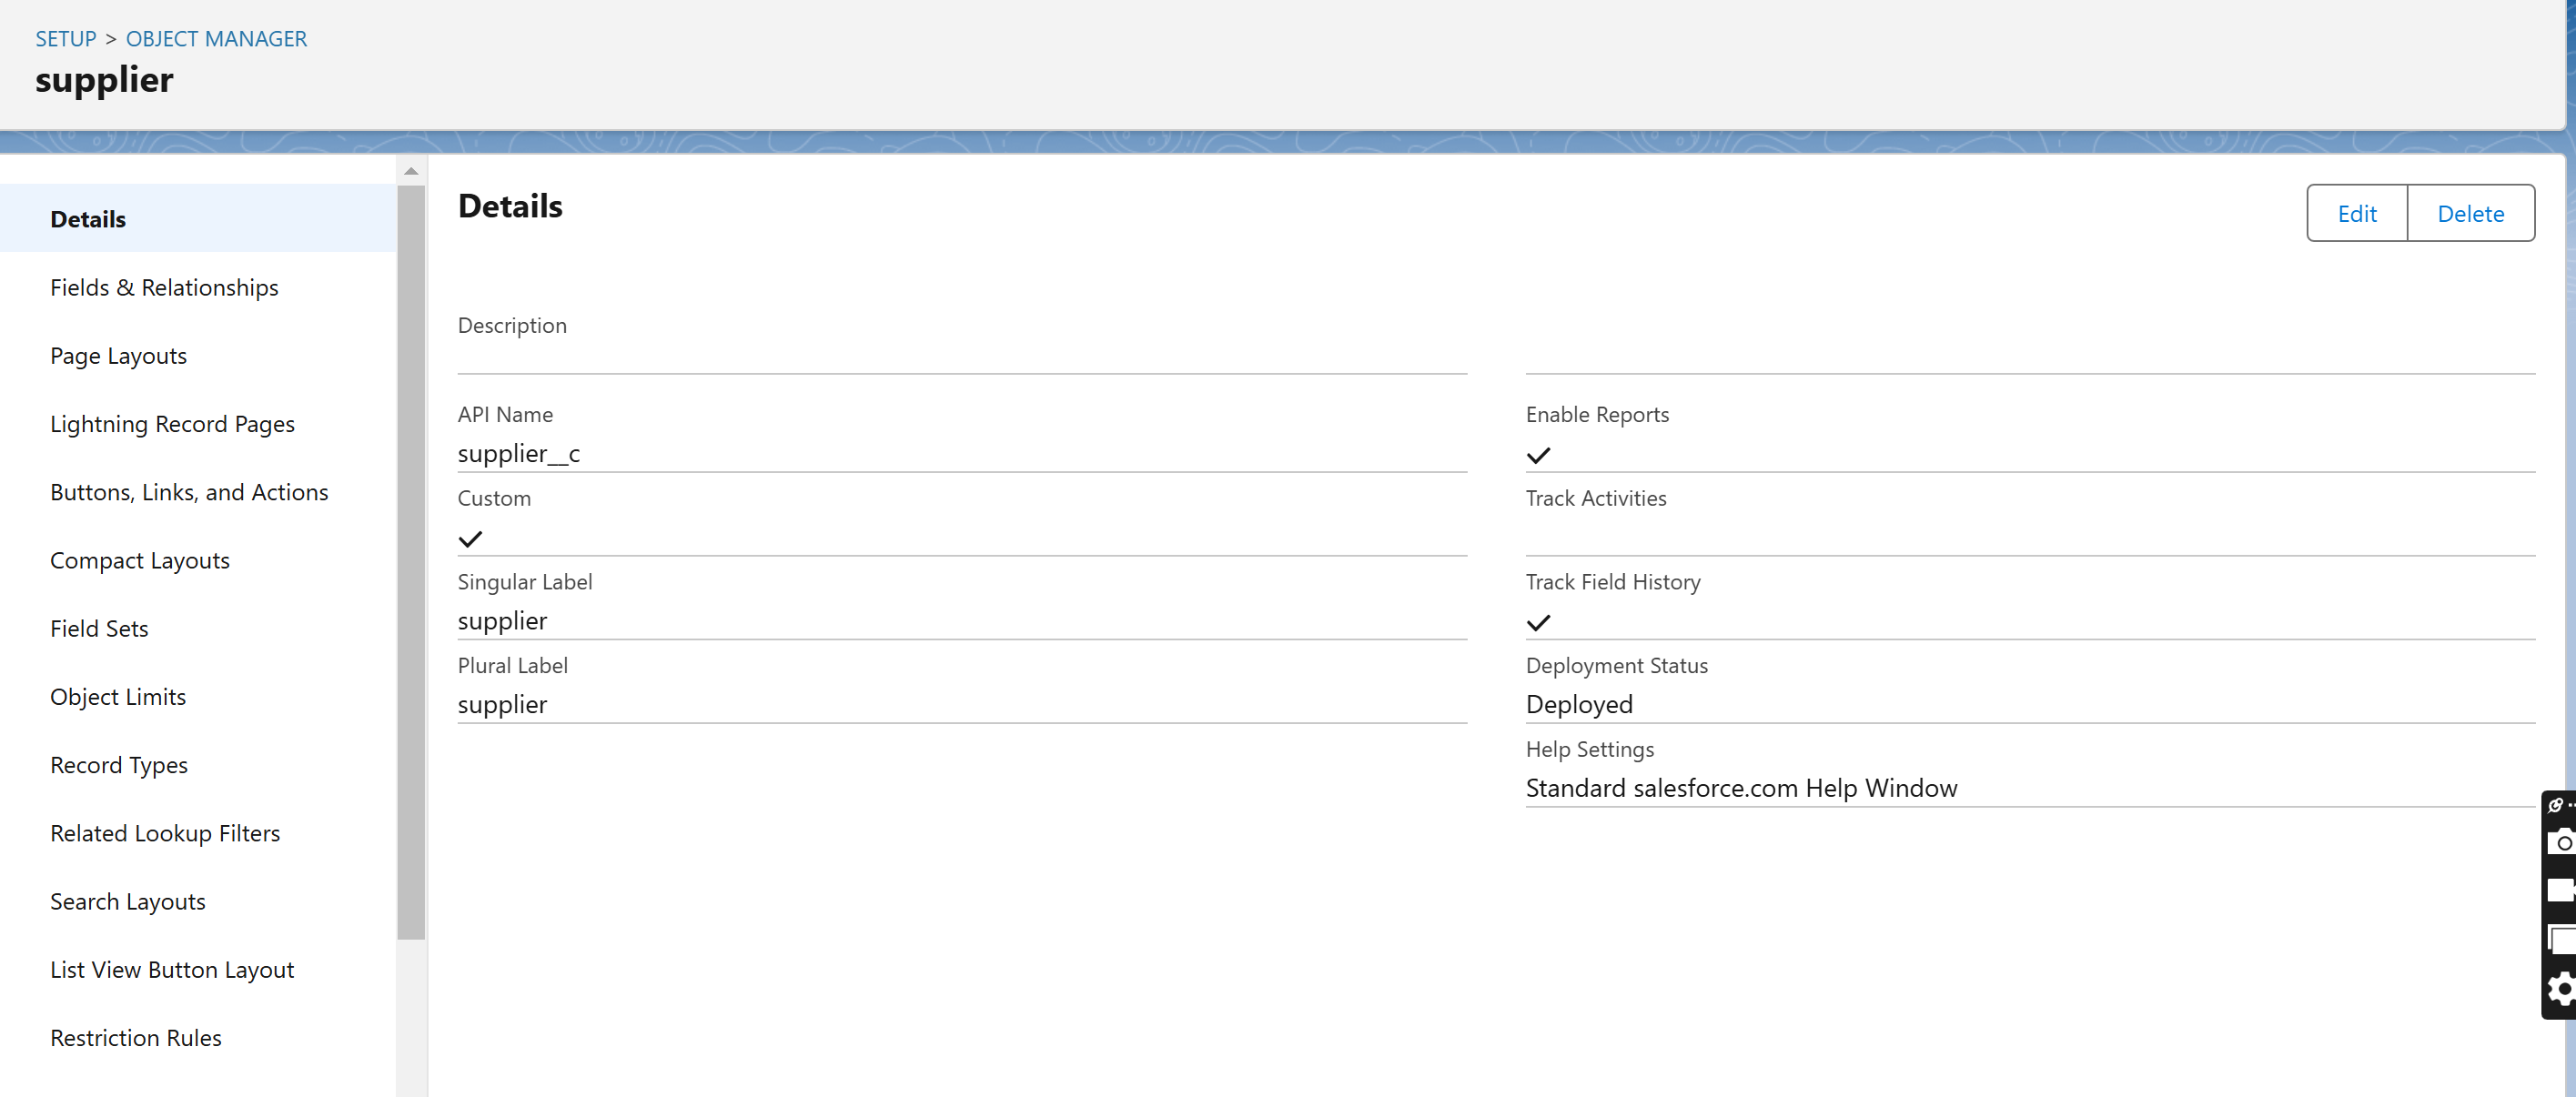 SETUP > OBJECT MANAGER
supplier
Details
Fields & Relationships
Page Layouts
Lightning Record Pages
Buttons, Links, and Actions
Compact Layouts
Field Sets
Object Limits
Record Types
Related Lookup Filters
Search Layouts
List View Button Layout
Restriction Rules
Details
Edit
Delete
Description
API Name
supplier__c
Custom
Singular Label
supplier
Plural Label
supplier
Enable Reports
Track Activities
Track Field History
Deployment Status
Deployed
Help Settings
Standard salesforce.com Help Window